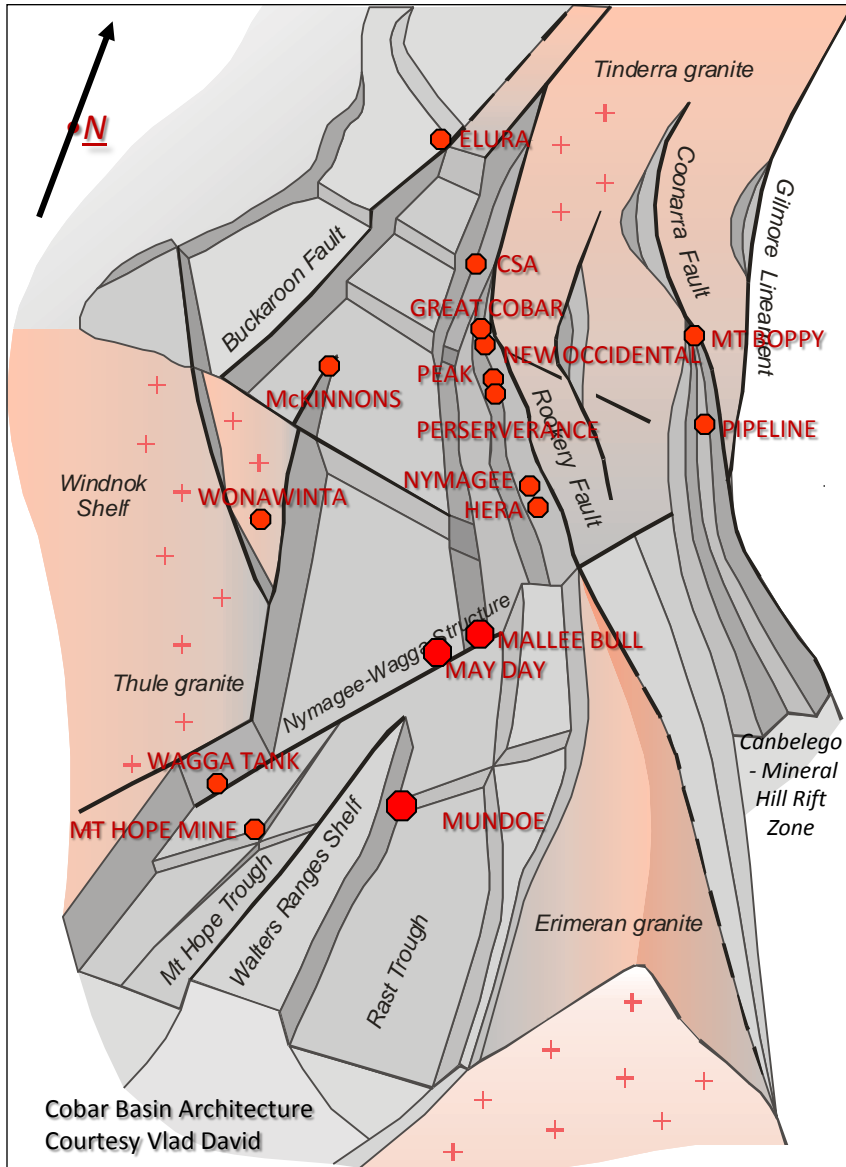 Tinderra granite
N
ELURA
Coonarra Fault
Gilmore Lineament
Buckaroon Fault
CSA
GREAT COBAR
MT BOPPY
NEW OCCIDENTAL
PEAK
McKINNONS
PERSERVERANCE
PIPELINE
Rookery Fault
Windnok
Shelf
WONAWINTA
NYMAGEE
HERA
Nymagee-Wagga Structure
MALLEE BULL
MAY DAY
Thule granite
WAGGA TANK
Canbelego
- Mineral
Hill Rift
Zone
MT HOPE MINE
MUNDOE
Mt Hope Trough
Walters Ranges Shelf
Rast Trough
Erimeran granite
Cobar Basin Architecture
Courtesy Vlad David